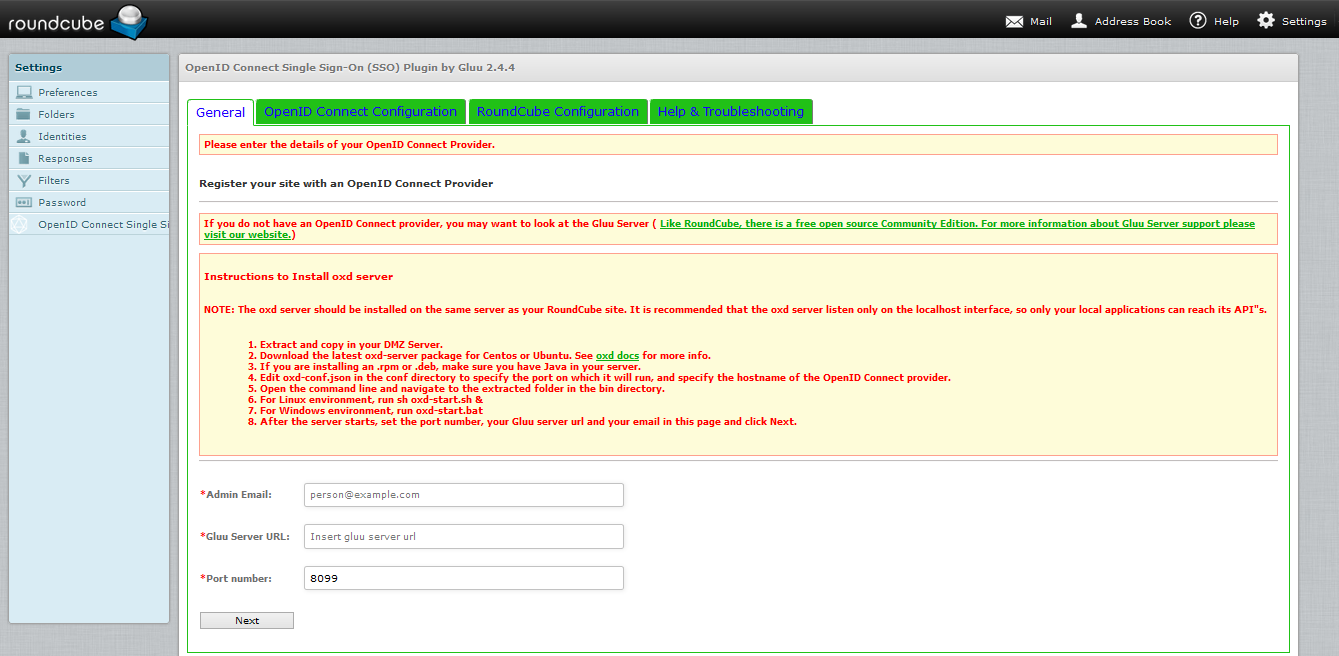 roundcube
Mail
Address Book
Help
Settings
Settings
Preferences
Folders
Identities
Responses
Filters
Password
OpenID Connect Single Si
OpenID Connect Single Sign-On (SSO) Plugin by Gluu 2.4.4
General
OpenID Connect Configuration
RoundCube Configuration
Help & Troubleshooting
Please enter the details of your OpenID Connect Provider.
Register your site with an OpenID Connect Provider
If you do not have an OpenID Connect provider, you may want to look at the Gluu Server ( Like RoundCube, there is a free open source Community Edition. For more information about Gluu Server support please
visit our website.)
Instructions to Install oxd server
NOTE: The oxd server should be installed on the same server as your RoundCube site. It is recommended that the oxd server listen only on the localhost interface, so only your local applications can reach its API"s.
1. Extract and copy in your DMZ Server.
2. Download the latest oxd-server package for Centos or Ubuntu. See oxd docs for more info.
3. If you are installing an .rpm or .deb, make sure you have Java in your server.
4. Edit oxd-conf.json in the conf directory to specify the port on which it will run, and specify the hostname of the OpenID Connect provider.
5. Open the command line and navigate to the extracted folder in the bin directory.
6. For Linux environment, run sh oxd-start.sh &
7. For Windows environment, run oxd-start.bat
8. After the server starts, set the port number, your Gluu server url and your email in this page and click Next.
*Admin Email:
person@example.com
*Gluu Server URL:
Insert gluu server url
*Port number:
8099
Next